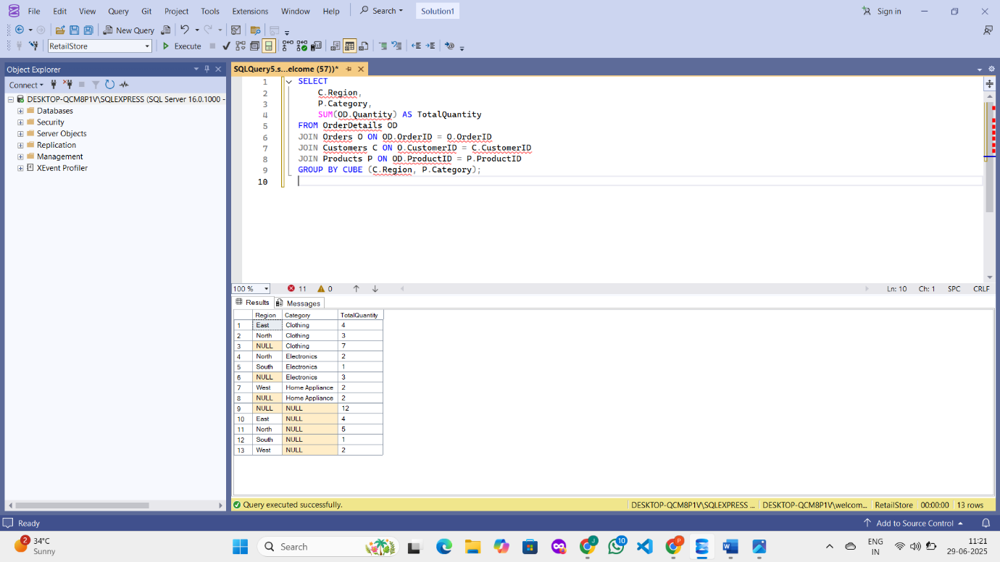 File Edit View Query Git Project Tools Extensions Window Help Search Solution1 Sign in
New Query
RetailStore Execute
Object Explorer
Connect
DESKTOP-QCM8P1V\SQLEXPRESS (SQL Server 16.0.1000 -
Databases
Security
Server Objects
Replication
Management
XEvent Profiler
SQLQuery5.s...elcome (57))*
1 SELECT
2 C.Region,
3 P.Category,
4 SUM(OD.Quantity) AS TotalQuantity
5 FROM OrderDetails OD
6 JOIN Orders O ON OD.OrderID = O.OrderID
7 JOIN Customers C ON O.CustomerID = C.CustomerID
8 JOIN Products P ON OD.ProductID = P.ProductID
9 GROUP BY CUBE (C.Region, P.Category);
10
100 % 11 0 Ln: 10 Ch: 1 SPC CRLF
Results Messages
Region Category TotalQuantity
1 East Clothing 4
2 North Clothing 3
3 NULL Clothing 7
4 North Electronics 2
5 South Electronics 1
6 NULL Electronics 3
7 West Home Appliance 2
8 NULL Home Appliance 2
9 NULL NULL 12
10 East NULL 4
11 North NULL 5
12 South NULL 1
13 West NULL 2
Query executed successfully. DESKTOP-QCM8P1V\SQLEXPRESS ... DESKTOP-QCM8P1V\welcom... RetailStore 00:00:00 13 rows
Ready Add to Source Control
2 34°C
Sunny
Search
J 10 P
ENG
IN
11:21
29-06-2025